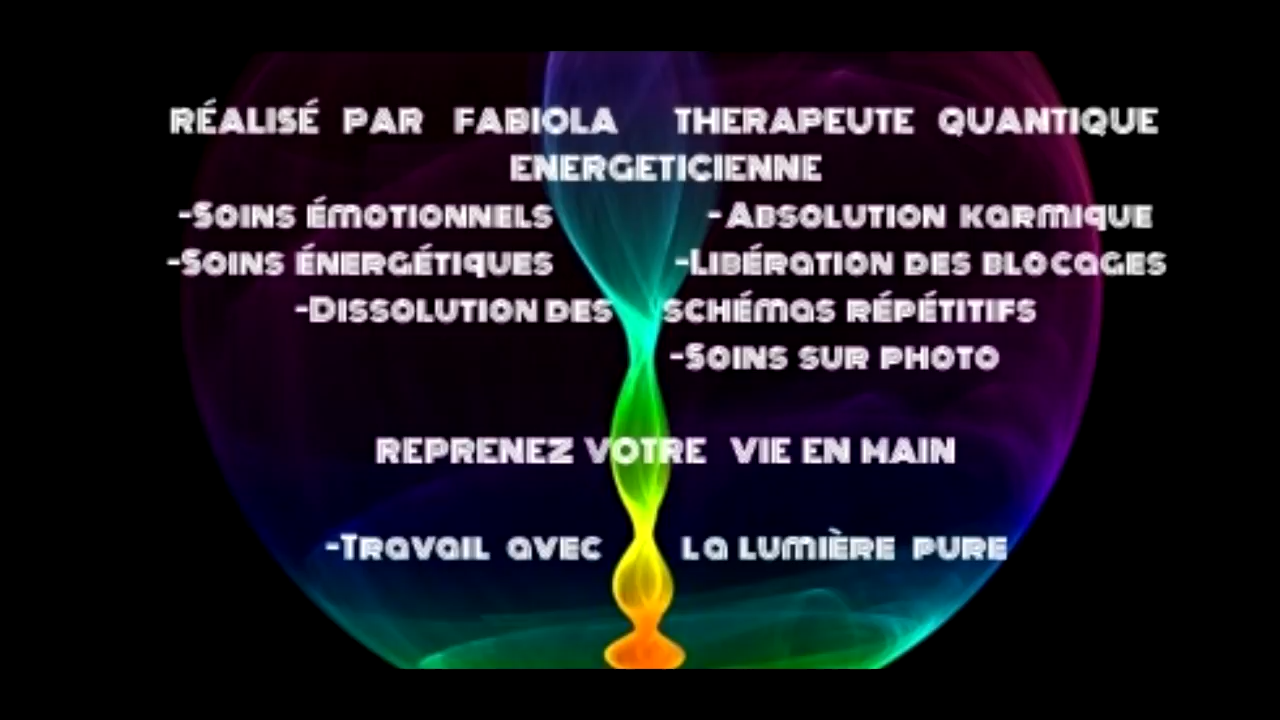 RÉALISÉ PAR FABIOLA THERAPEUTE QUANTIQUE
ENERGETICIENNE
-Soins émotionnels - Absolution karmique
-Soins énergétiques -Libération des blocages
-Dissolution des schémas répétitifs
-Soins sur photo
REPRENEZ VOTRE VIE EN MAIN
-Travail avec la lumière pure